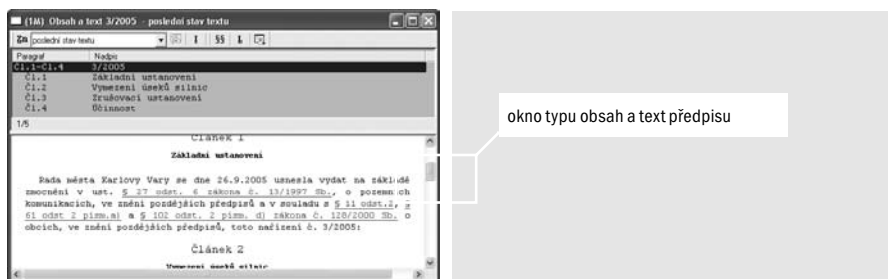 (1M) Obsah a text 3/2005 - poslední stav textu
Zn poslední stav textu I §§ L
Paragraf Nadpis
Čl.1-Čl.4 3/2005
Čl.1 Základní ustanovení
Čl.2 Vymezení úseků silnic
Čl.3 Zrušovací ustanovení
Čl.4 Účinnost
1/5
Článek 1
Základní ustanovení
Rada města Karlovy Vary se dne 26.9.2005 usnesla vydat na základě
zmocnění v ust. § 27 odst. 6 zákona č. 13/1997 Sb., o pozemních
komunikacích, ve znění pozdějších předpisů a v souladu s § 11 odst.2, §
61 odst 2 písm.a) a § 102 odst. 2 písm. d) zákona č. 128/2000 Sb. o
obcích, ve znění pozdějších předpisů, toto nařízení č. 3/2005:
Článek 2
Vymezení úseků silnic
okno typu obsah a text předpisu